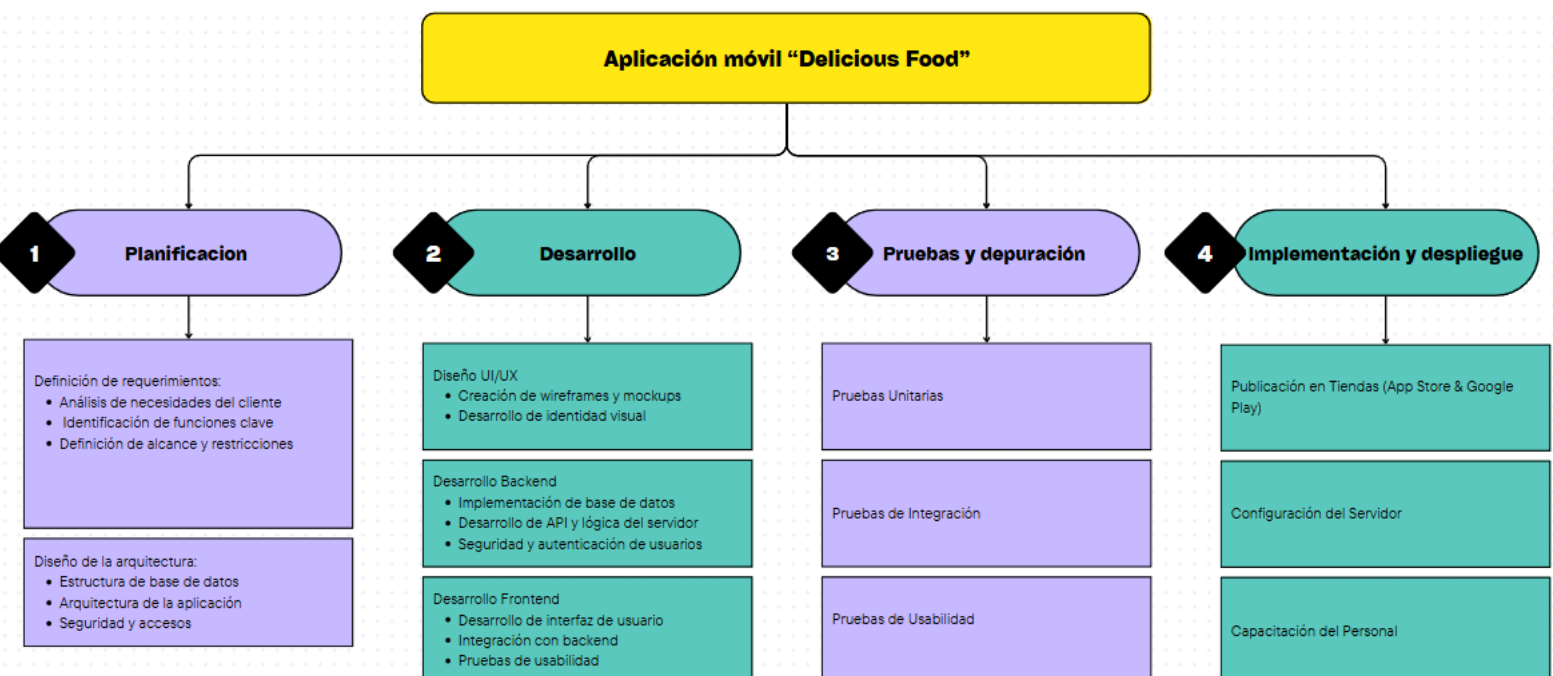 Aplicación móvil “Delicious Food”
1
Planificacion
Definición de requerimientos:
• Análisis de necesidades del cliente
• Identificación de funciones clave
• Definición de alcance y restricciones
Diseño de la arquitectura:
• Estructura de base de datos
• Arquitectura de la aplicación
• Seguridad y accesos
2
Desarrollo
Diseño UI/UX
• Creación de wireframes y mockups
• Desarrollo de identidad visual
Desarrollo Backend
• Implementación de base de datos
• Desarrollo de API y lógica del servidor
• Seguridad y autenticación de usuarios
Desarrollo Frontend
• Desarrollo de interfaz de usuario
• Integración con backend
• Pruebas de usabilidad
3
Pruebas y depuración
Pruebas Unitarias
Pruebas de Integración
Pruebas de Usabilidad
4
Implementación y despliegue
Publicación en Tiendas (App Store & Google
Play)
Configuración del Servidor
Capacitación del Personal